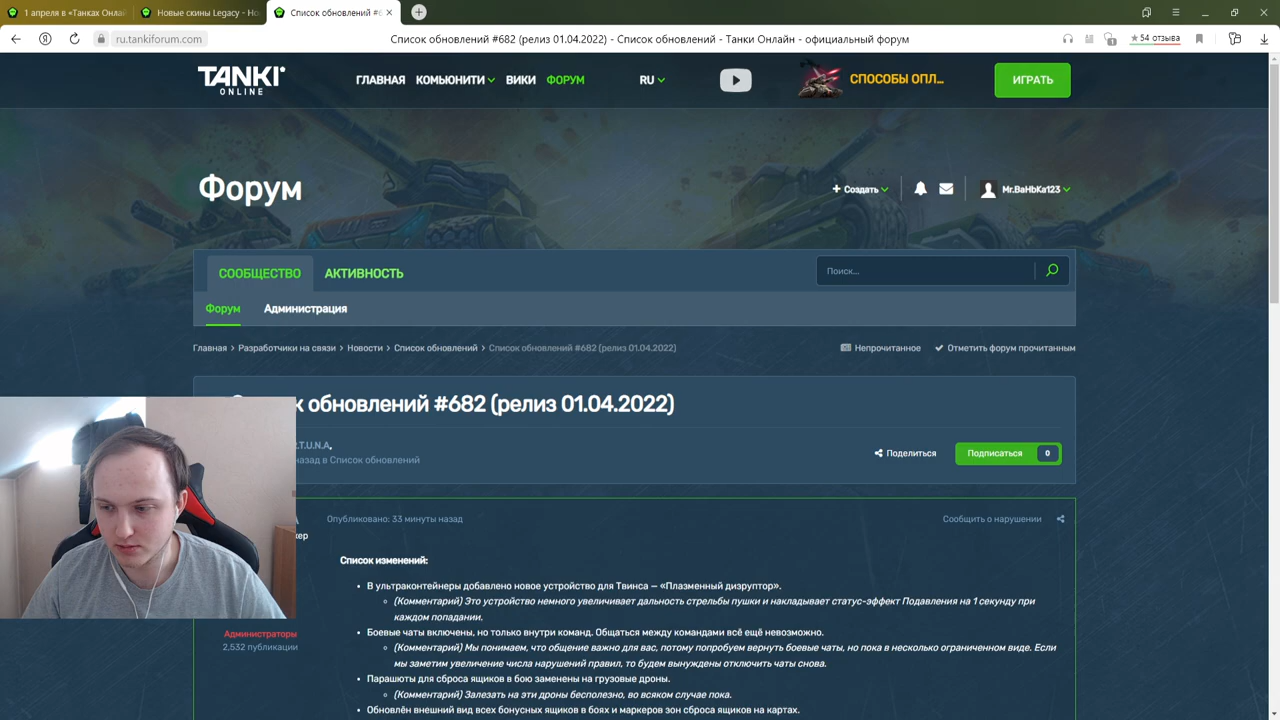 1 апреля в «Танках Онлай
Новые скины Legacy - Но
Список обновлений #6
ru.tankiforum.com
Список обновлений #682 (релиз 01.04.2022) - Список обновлений - Танки Онлайн - официальный форум
54 отзыва
TANKI
ONLINE
ГЛАВНАЯ
КОМЬЮНИТИ
ВИКИ
ФОРУМ
RU
СПОСОБЫ ОПЛ...
ИГРАТЬ
Форум
+ Создать
Mr.BaHbKa123
СООБЩЕСТВО
АКТИВНОСТЬ
Поиск...
Форум
Администрация
Главная > Разработчики на связи > Новости > Список обновлений > Список обновлений #682 (релиз 01.04.2022)
Непрочитанное
Отметить форум прочитанным
к обновлений #682 (релиз 01.04.2022)
.T.U.N.A,
назад в Список обновлений
Поделиться
Подписаться
0
Опубликовано: 33 минуты назад
Сообщить о нарушении
кер
Список изменений:
• В ультраконтейнеры добавлено новое устройство для Твинса — «Плазменный дизруптор».
(Комментарий) Это устройство немного увеличивает дальность стрельбы пушки и накладывает статус-эффект Подавления на 1 секунду при
каждом попадании.
• Боевые чаты включены, но только внутри команд. Общаться между командами всё ещё невозможно.
Администраторы
2,532 публикации
(Комментарий) Мы понимаем, что общение важно для вас, потому попробуем вернуть боевые чаты, но пока в несколько ограниченном виде. Если
мы заметим увеличение числа нарушений правил, то будем вынуждены отключить чаты снова.
• Парашюты для сброса ящиков в бою заменены на грузовые дроны.
(Комментарий) Залезать на эти дроны бесполезно, во всяком случае пока.
• Обновлён внешний вид всех бонусных ящиков в боях и маркеров зон сброса ящиков на картах.